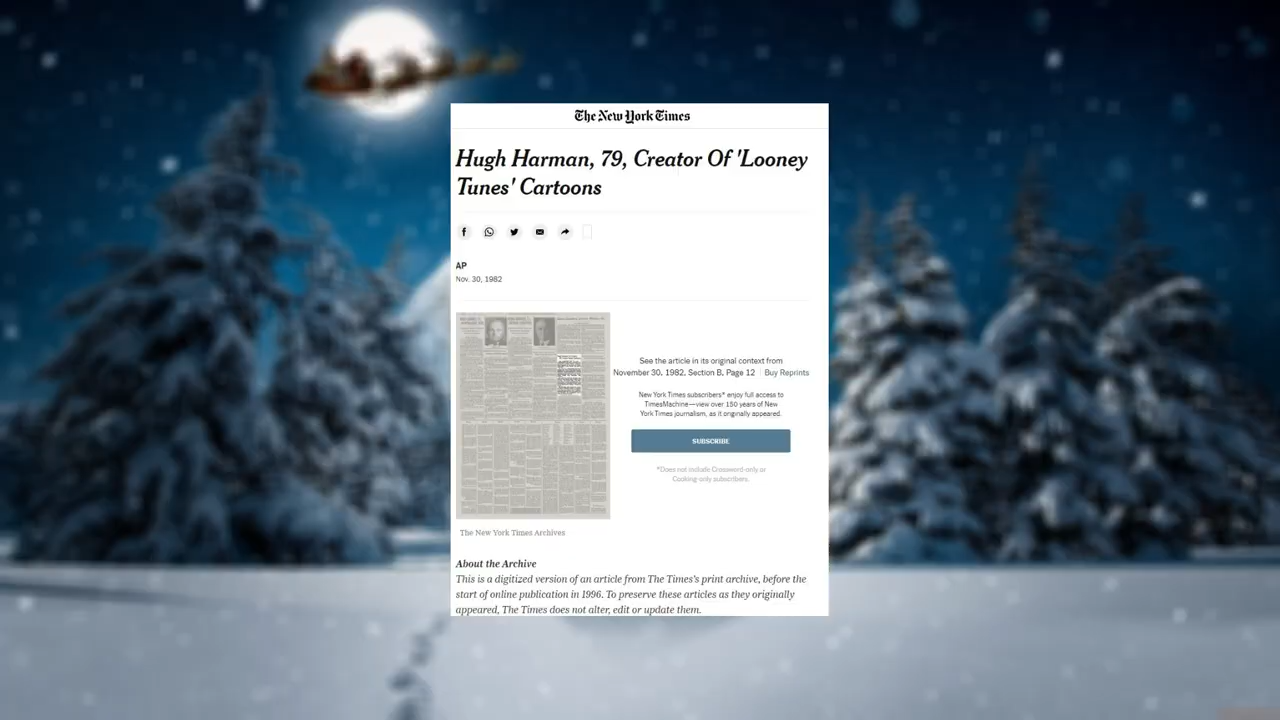 The New York Times
Hugh Harman, 79, Creator Of 'Looney
Tunes' Cartoons
AP
Nov. 30, 1982
See the article in its original context from
November 30, 1982, Section B, Page 12 | Buy Reprints
New York Times subscribers* enjoy full access to
TimesMachine—view over 150 years of New
York Times journalism, as it originally appeared.
SUBSCRIBE
*Does not include Crossword-only or
Cooking-only subscribers.
The New York Times Archives
About the Archive
This is a digitized version of an article from The Times's print archive, before the
start of online publication in 1996. To preserve these articles as they originally
appeared, The Times does not alter, edit or update them.